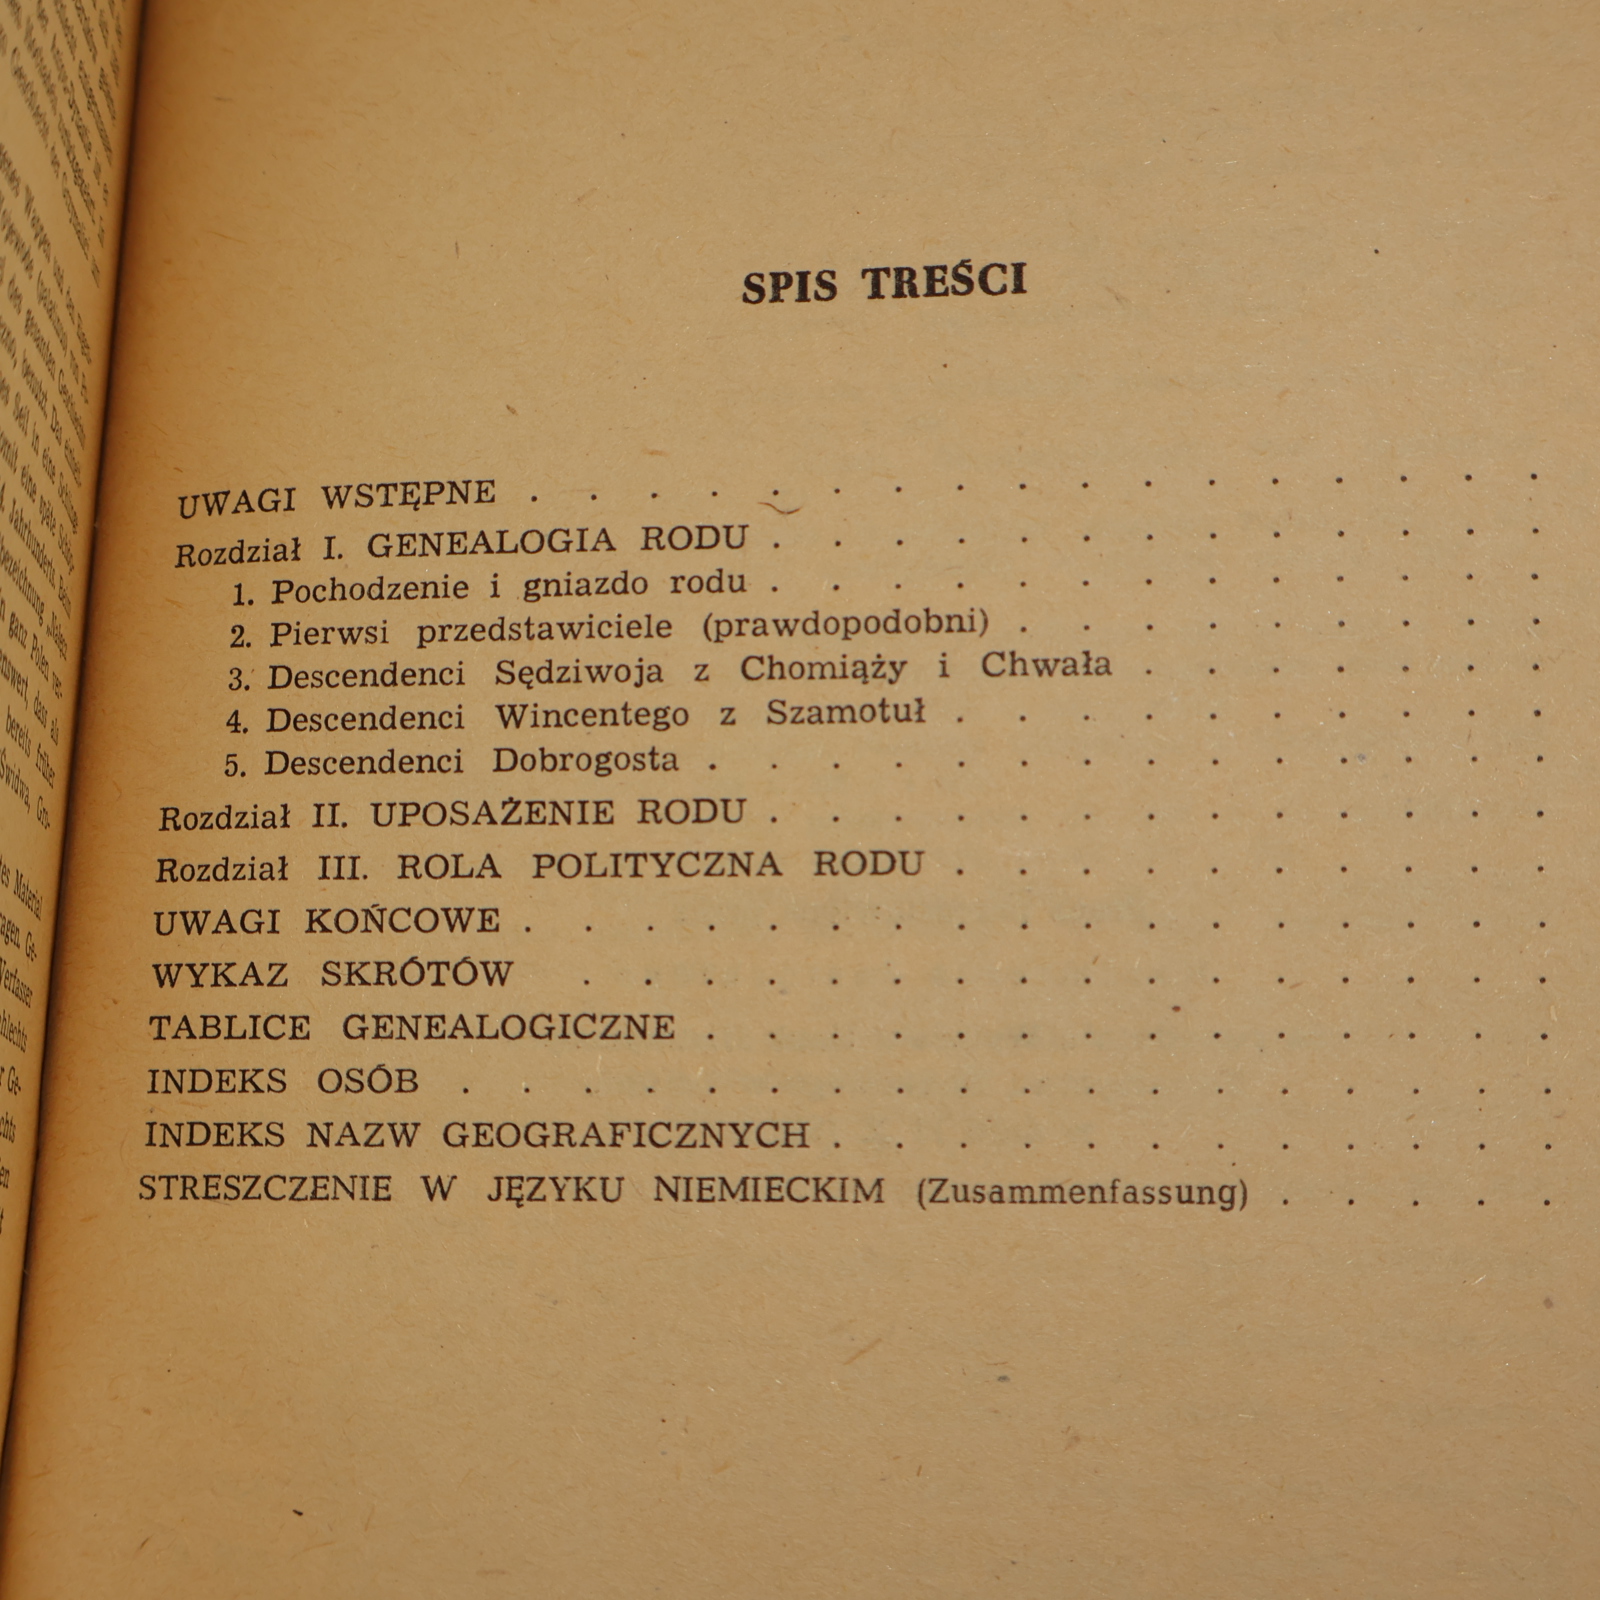 SPIS TREŚCI
UWAGI WSTĘPNE . . . . . . . . . . . . . . . . .
Rozdział I. GENEALOGIA RODU . . . . . . . . . . . . .
1. Pochodzenie i gniazdo rodu . . . . . . . . . . . . .
2. Pierwsi przedstawiciele (prawdopodobni) . . . . . . . . .
3. Descendenci Sędziwoja z Chomiąży i Chwała . . . . . . .
4. Descendenci Wincentego z Szamotuł . . . . . . . . . .
5. Descendenci Dobrogosta . . . . . . . . . . . . . .
Rozdział II. UPOSAŻENIE RODU . . . . . . . . . . . . .
Rozdział III. ROLA POLITYCZNA RODU . . . . . . . . . .
UWAGI KOŃCOWE . . . . . . . . . . . . . . . . .
WYKAZ SKRÓTÓW . . . . . . . . . . . . . . . .
TABLICE GENEALOGICZNE . . . . . . . . . . . . . .
INDEKS OSÓB . . . . . . . . . . . . . . . . . .
INDEKS NAZW GEOGRAFICZNYCH . . . . . . . . . . . .
STRESZCZENIE W JĘZYKU NIEMIECKIM (Zusammenfassung) . . . . .